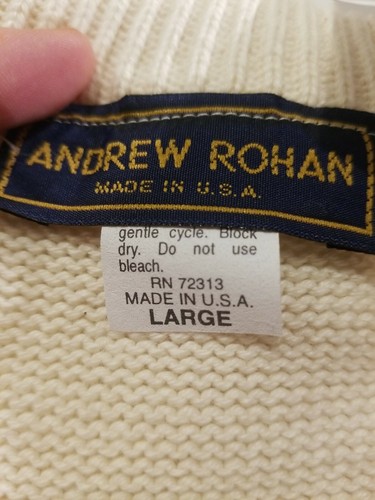 ANDREW ROHAN
MADE IN U.S.A.
gentle cycle. Block
dry. Do not use
bleach.
RN 72313
MADE IN U.S.A.
LARGE